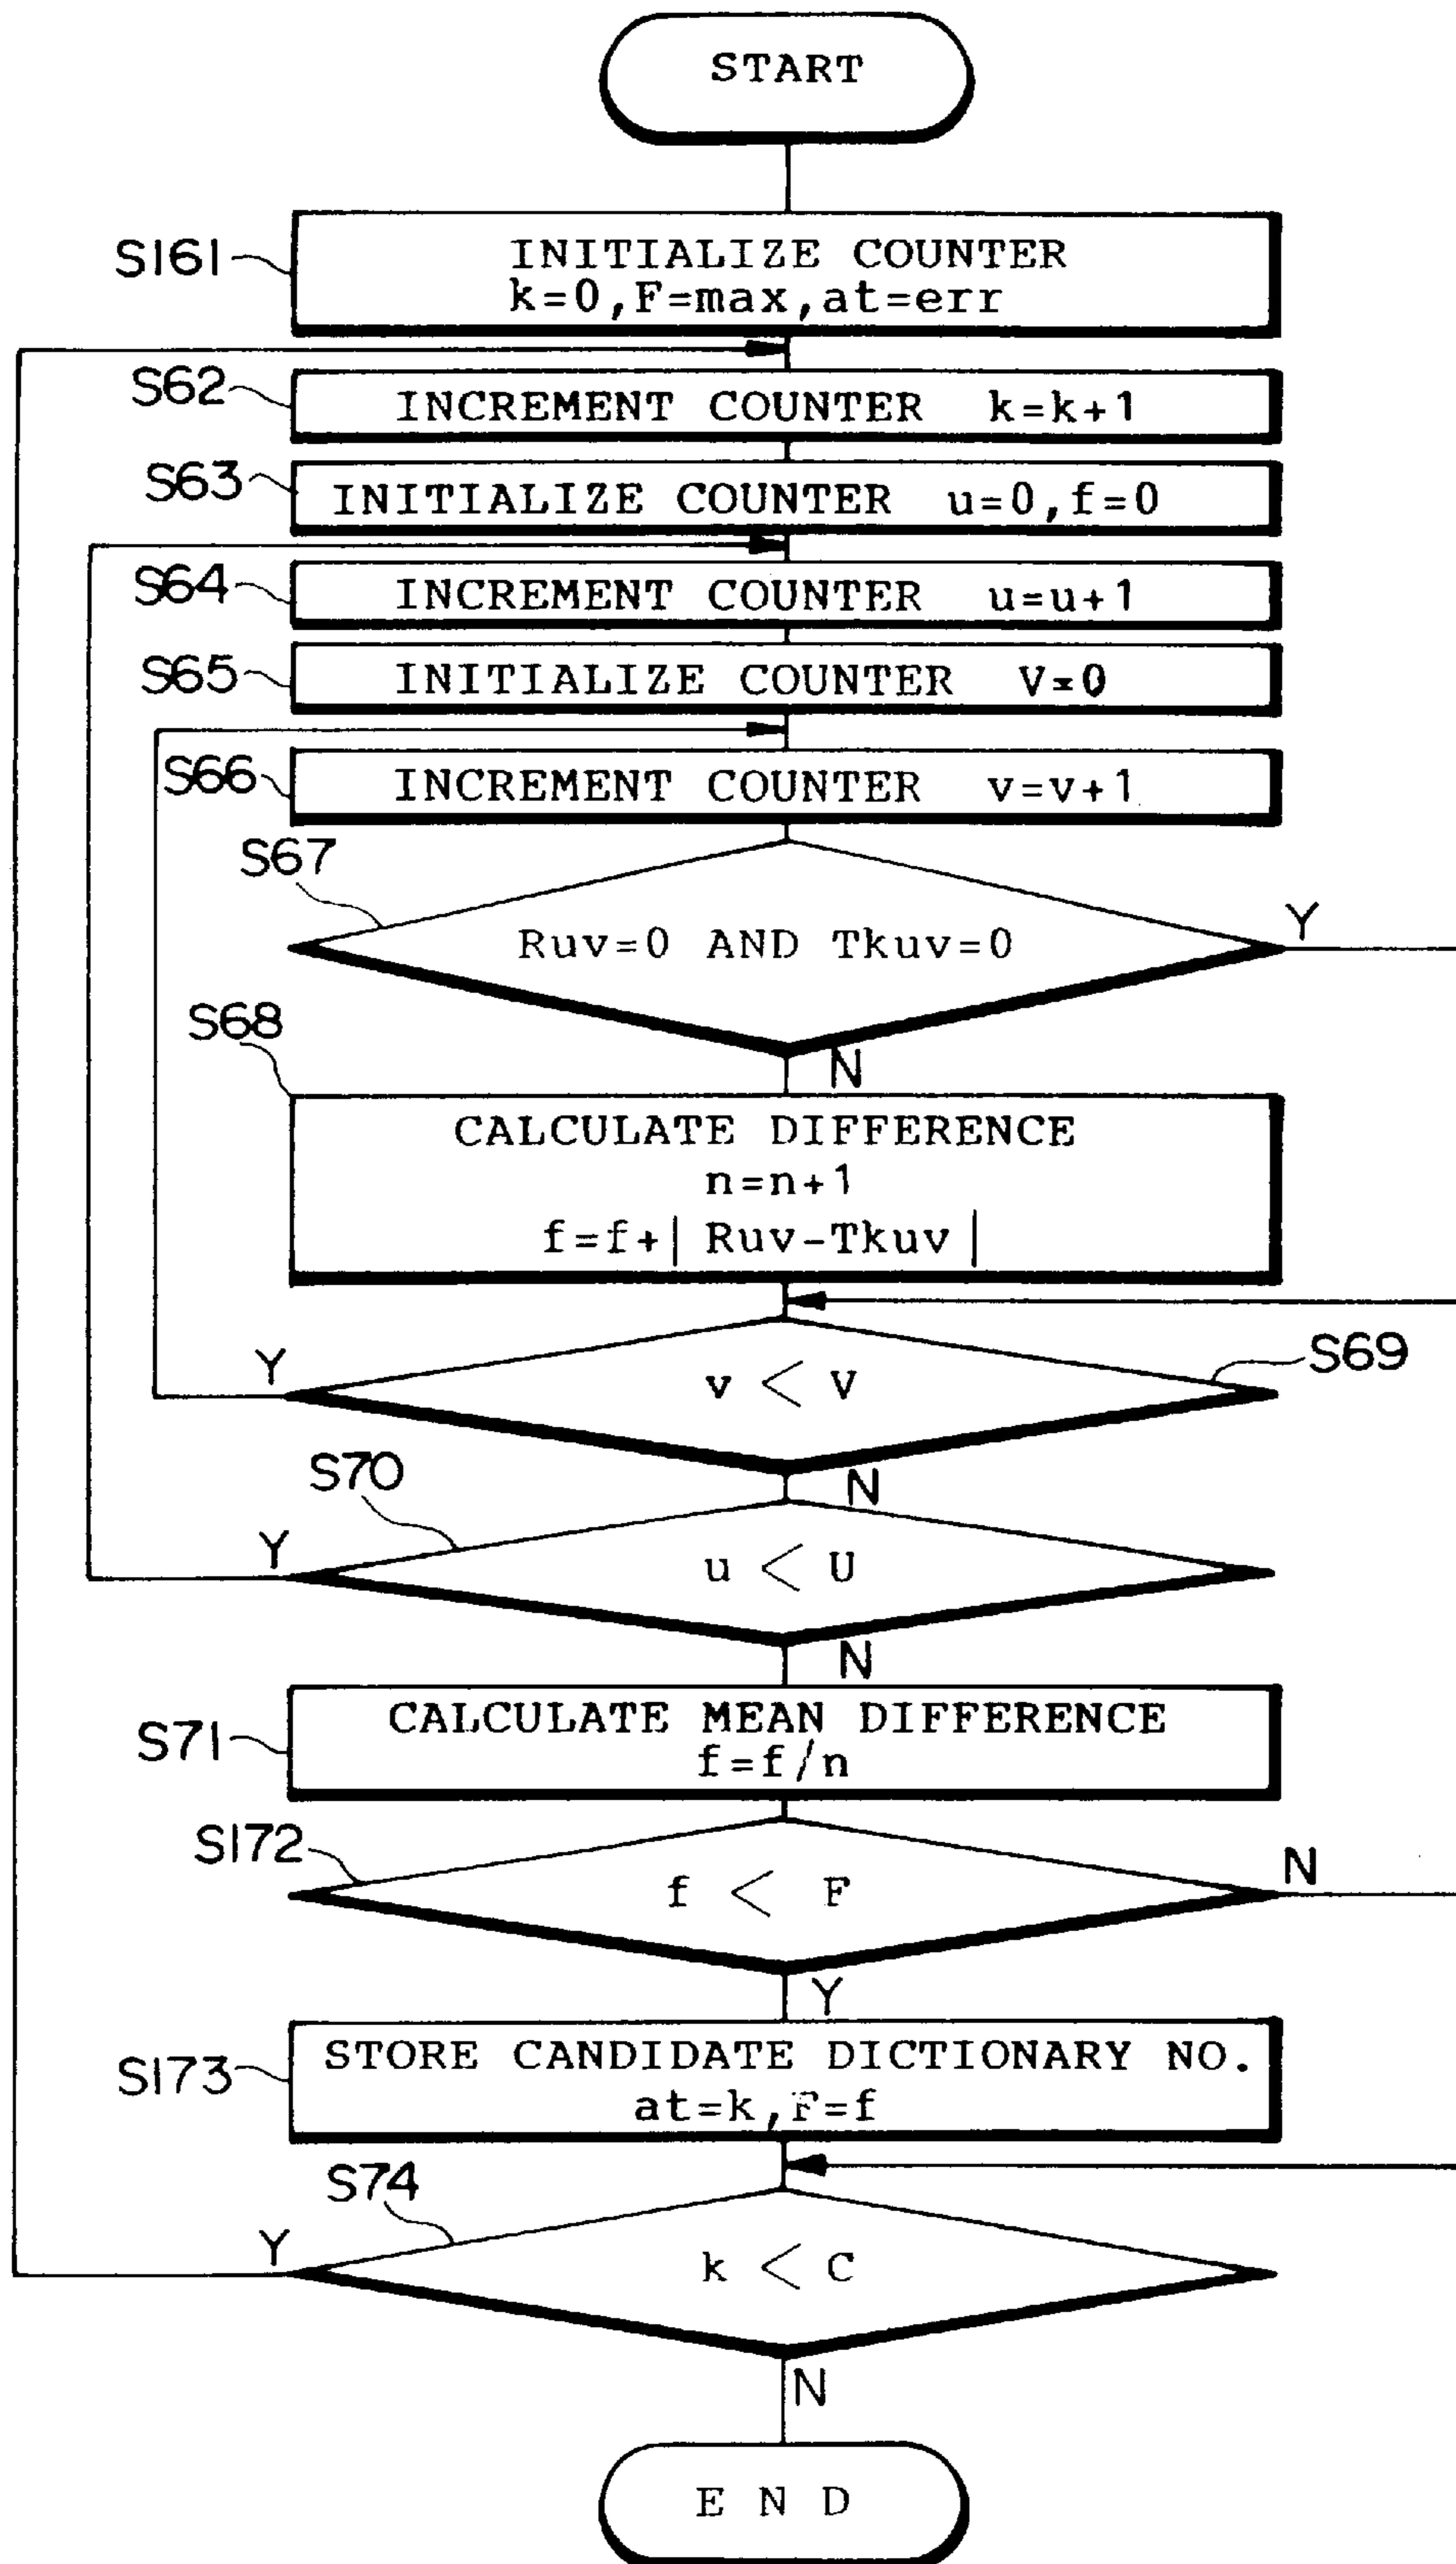 START
S161
INITIALIZE COUNTER
k=0,F=max,at=err
S62
INCREMENT COUNTER k=k+1
S63
INITIALIZE COUNTER u=0,f=0
S64
INCREMENT COUNTER u=u+1
S65
INITIALIZE COUNTER V=0
S66
INCREMENT COUNTER v=v+1
S67
Ruv=0 AND Tkuv=0
Y
N
S68
CALCULATE DIFFERENCE
n=n+1
f=f+| Ruv-Tkuv |
Y
v < V
S69
N
S70
Y
u < U
N
S71
CALCULATE MEAN DIFFERENCE
f=f/n
S172
f < F
N
Y
S173
STORE CANDIDATE DICTIONARY NO.
at=k,F=f
S74
Y
k < C
N
E N D